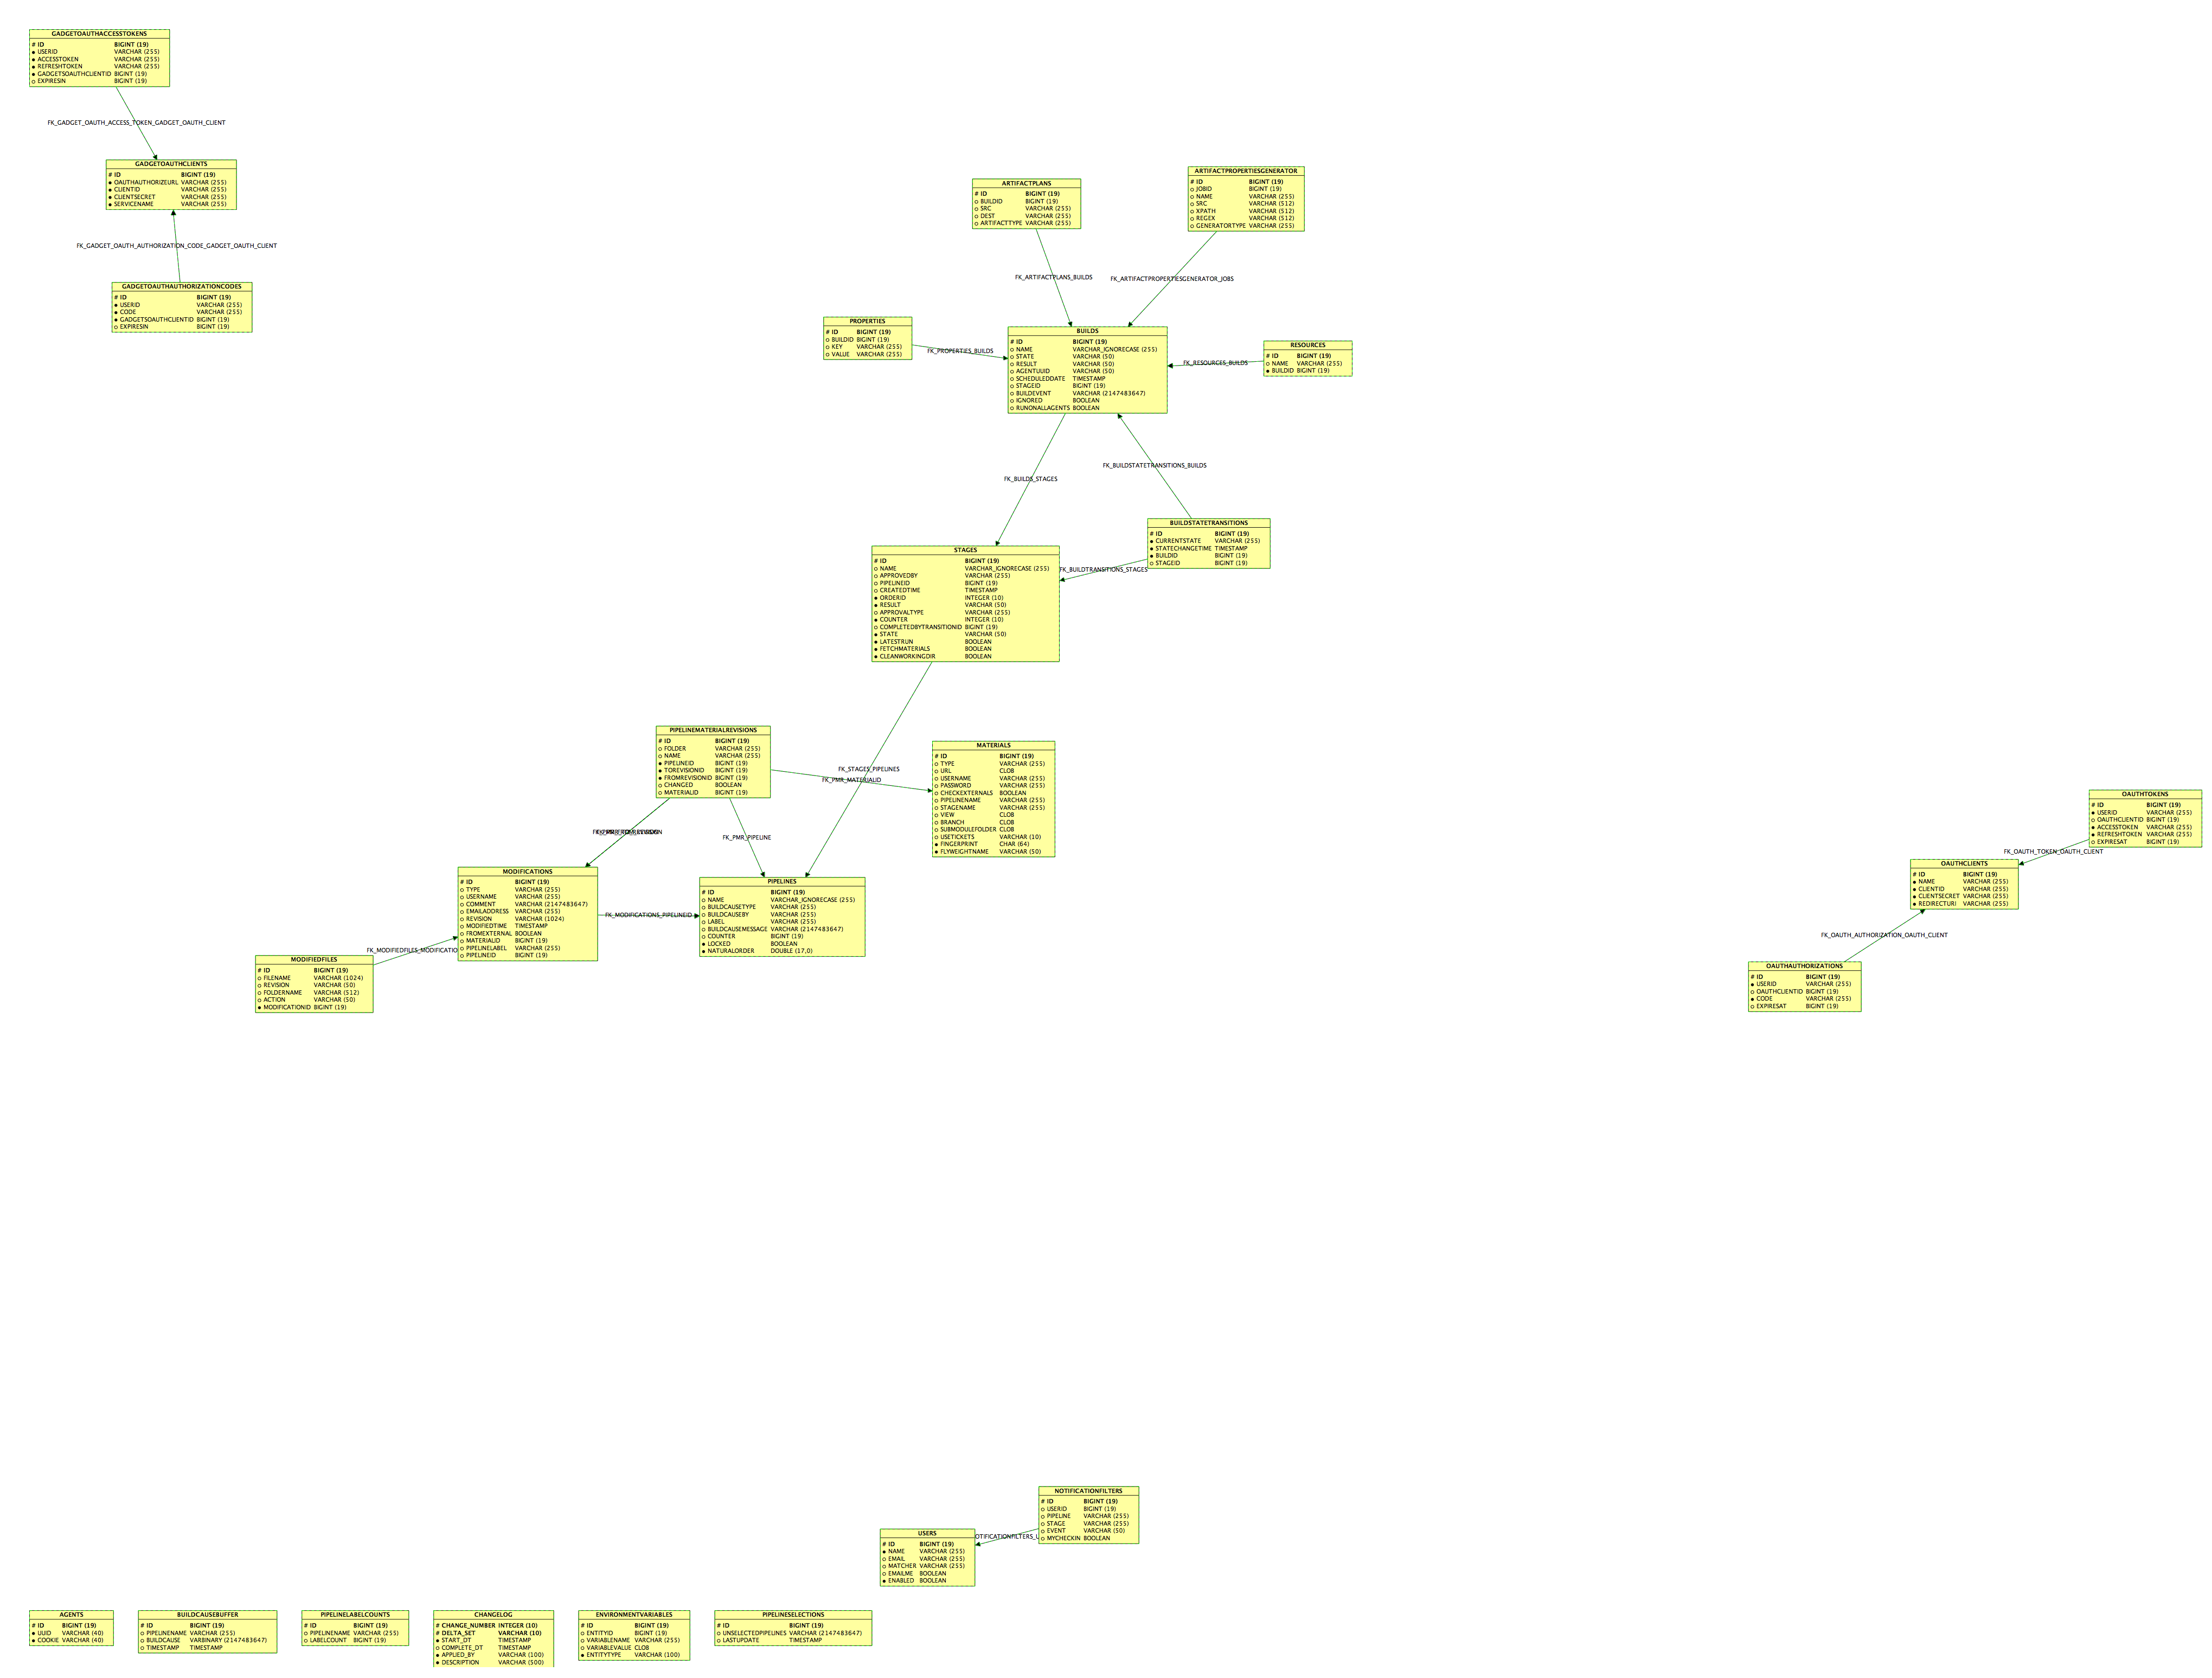 GADGETOAUTHACCESSTOKENS
# ID BIGINT (19)
USERID VARCHAR (255)
ACCESSTOKEN VARCHAR (255)
REFRESHTOKEN VARCHAR (255)
GADGETSOAUTHCLIENTID BIGINT (19)
EXPIRESIN BIGINT (19)
FK_GADGET_OAUTH_ACCESS_TOKEN_GADGET_OAUTH_CLIENT
GADGETOAUTHCLIENTS
# ID BIGINT (19)
OAUTHAUTHORIZEURL VARCHAR (255)
CLIENTID VARCHAR (255)
CLIENTSECRET VARCHAR (255)
SERVICENAME VARCHAR (255)
FK_GADGET_OAUTH_AUTHORIZATION_CODE_GADGET_OAUTH_CLIENT
GADGETOAUTHAUTHORIZATIONCODES
# ID BIGINT (19)
USERID VARCHAR (255)
CODE VARCHAR (255)
GADGETSOAUTHCLIENTID BIGINT (19)
EXPIRESIN BIGINT (19)
ARTIFACTPLANS
# ID BIGINT (19)
BUILDID BIGINT (19)
SRC VARCHAR (255)
DEST VARCHAR (255)
ARTIFACTTYPE VARCHAR (255)
ARTIFACTPROPERTIESGENERATOR
# ID BIGINT (19)
JOBID BIGINT (19)
NAME VARCHAR (255)
SRC VARCHAR (512)
XPATH VARCHAR (512)
REGEX VARCHAR (512)
GENERATORTYPE VARCHAR (255)
FK_ARTIFACTPLANS_BUILDS
FK_ARTIFACTPROPERTIESGENERATOR_JOBS
PROPERTIES
# ID BIGINT (19)
BUILDID BIGINT (19)
KEY VARCHAR (255)
VALUE VARCHAR (255)
FK_PROPERTIES_BUILDS
BUILDS
# ID BIGINT (19)
NAME VARCHAR_IGNORECASE (255)
STATE VARCHAR (50)
RESULT VARCHAR (50)
AGENTUUID VARCHAR (50)
SCHEDULEDDATE TIMESTAMP
STAGEID BIGINT (19)
BUILDEVENT VARCHAR (2147483647)
IGNORED BOOLEAN
RUNONALLAGENTS BOOLEAN
FK_RESOURCES_BUILDS
RESOURCES
# ID BIGINT (19)
NAME VARCHAR (255)
BUILDID BIGINT (19)
FK_BUILDSTATETRANSITIONS_BUILDS
FK_BUILDS_STAGES
BUILDSTATETRANSITIONS
# ID BIGINT (19)
CURRENTSTATE VARCHAR (255)
STATECHANGETIME TIMESTAMP
BUILDID BIGINT (19)
STAGEID BIGINT (19)
FK_BUILDTRANSITIONS_STAGES
STAGES
# ID BIGINT (19)
NAME VARCHAR_IGNORECASE (255)
APPROVEDBY VARCHAR (255)
PIPELINEID BIGINT (19)
CREATEDTIME TIMESTAMP
ORDERID INTEGER (10)
RESULT VARCHAR (50)
APPROVALTYPE VARCHAR (255)
COUNTER INTEGER (10)
COMPLETEDBYTRANSITIONID BIGINT (19)
STATE VARCHAR (50)
LATESTRUN BOOLEAN
FETCHMATERIALS BOOLEAN
CLEANWORKINGDIR BOOLEAN
PIPELINEMATERIALREVISIONS
# ID BIGINT (19)
FOLDER VARCHAR (255)
NAME VARCHAR (255)
PIPELINEID BIGINT (19)
TOREVISIONID BIGINT (19)
FROMREVISIONID BIGINT (19)
CHANGED BOOLEAN
MATERIALID BIGINT (19)
FK_STAGES_PIPELINES
FK_PMR_MATERIALID
MATERIALS
# ID BIGINT (19)
TYPE VARCHAR (255)
URL CLOB
USERNAME VARCHAR (255)
PASSWORD VARCHAR (255)
CHECKEXTERNALS BOOLEAN
PIPELINENAME VARCHAR (255)
STAGENAME VARCHAR (255)
VIEW CLOB
BRANCH CLOB
SUBMODULEFOLDER CLOB
USETICKETS VARCHAR (10)
FINGERPRINT CHAR (64)
FLYWEIGHTNAME VARCHAR (50)
FK_PMR_PIPELINE
MODIFICATIONS
# ID BIGINT (19)
TYPE VARCHAR (255)
USERNAME VARCHAR (255)
COMMENT VARCHAR (2147483647)
EMAILADDRESS VARCHAR (255)
REVISION VARCHAR (1024)
MODIFIEDTIME TIMESTAMP
FROMEXTERNAL BOOLEAN
MATERIALID BIGINT (19)
PIPELINELABEL VARCHAR (255)
PIPELINEID BIGINT (19)
FK_MODIFICATIONS_PIPELINEID
PIPELINES
# ID BIGINT (19)
NAME VARCHAR_IGNORECASE (255)
BUILDCAUSETYPE VARCHAR (255)
BUILDCAUSEBY VARCHAR (255)
LABEL VARCHAR (255)
BUILDCAUSEMESSAGE VARCHAR (2147483647)
COUNTER BIGINT (19)
LOCKED BOOLEAN
NATURALORDER DOUBLE (17,0)
FK_MODIFIEDFILES_MODIFICATIO
MODIFIEDFILES
# ID BIGINT (19)
FILENAME VARCHAR (1024)
REVISION VARCHAR (50)
FOLDERNAME VARCHAR (512)
ACTION VARCHAR (50)
MODIFICATIONID BIGINT (19)
OAUTHTOKENS
# ID BIGINT (19)
USERID VARCHAR (255)
OAUTHCLIENTID BIGINT (19)
ACCESSTOKEN VARCHAR (255)
REFRESHTOKEN VARCHAR (255)
EXPIRESAT BIGINT (19)
FK_OAUTH_TOKEN_OAUTH_CLIENT
OAUTHCLIENTS
# ID BIGINT (19)
NAME VARCHAR (255)
CLIENTID VARCHAR (255)
CLIENTSECRET VARCHAR (255)
REDIRECTURI VARCHAR (255)
FK_OAUTH_AUTHORIZATION_OAUTH_CLIENT
OAUTHAUTHORIZATIONS
# ID BIGINT (19)
USERID VARCHAR (255)
OAUTHCLIENTID BIGINT (19)
CODE VARCHAR (255)
EXPIRESAT BIGINT (19)
NOTIFICATIONFILTERS
# ID BIGINT (19)
USERID BIGINT (19)
PIPELINE VARCHAR (255)
STAGE VARCHAR (255)
EVENT VARCHAR (50)
MYCHECKIN BOOLEAN
OTIFICATIONFILTERS_U
USERS
# ID BIGINT (19)
NAME VARCHAR (255)
EMAIL VARCHAR (255)
MATCHER VARCHAR (255)
EMAILME BOOLEAN
ENABLED BOOLEAN
AGENTS
# ID BIGINT (19)
UUID VARCHAR (40)
COOKIE VARCHAR (40)
BUILDCAUSEBUFFER
# ID BIGINT (19)
PIPELINENAME VARCHAR (255)
BUILDCAUSE VARBINARY (2147483647)
TIMESTAMP TIMESTAMP
PIPELINELABELCOUNTS
# ID BIGINT (19)
PIPELINENAME VARCHAR (255)
LABELCOUNT BIGINT (19)
CHANGELOG
# CHANGE_NUMBER INTEGER (10)
# DELTA_SET VARCHAR (10)
START_DT TIMESTAMP
COMPLETE_DT TIMESTAMP
APPLIED_BY VARCHAR (100)
DESCRIPTION VARCHAR (500)
ENVIRONMENTVARIABLES
# ID BIGINT (19)
ENTITYID BIGINT (19)
VARIABLENAME VARCHAR (255)
VARIABLEVALUE CLOB
ENTITYTYPE VARCHAR (100)
PIPELINESELECTIONS
# ID BIGINT (19)
UNSELECTEDPIPELINES VARCHAR (2147483647)
LASTUPDATE TIMESTAMP